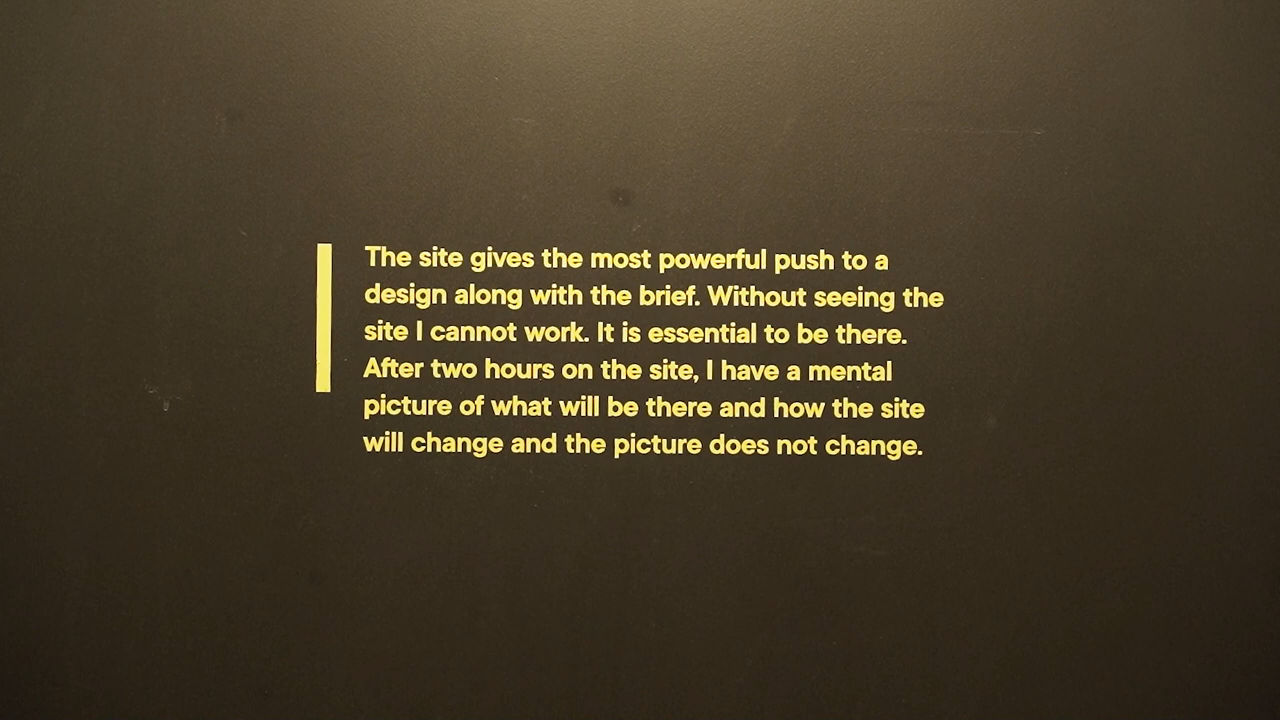 The site gives the most powerful push to a
design along with the brief. Without seeing the
site I cannot work. It is essential to be there.
After two hours on the site, I have a mental
picture of what will be there and how the site
will change and the picture does not change.